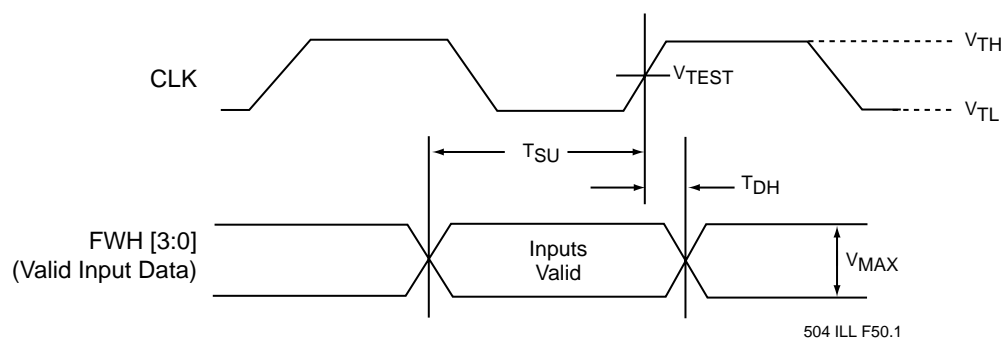 VTH
CLK
VTEST
VTL
TSU
TDH
FWH [3:0]
(Valid Input Data)
Inputs
Valid
VMAX
504 ILL F50.1